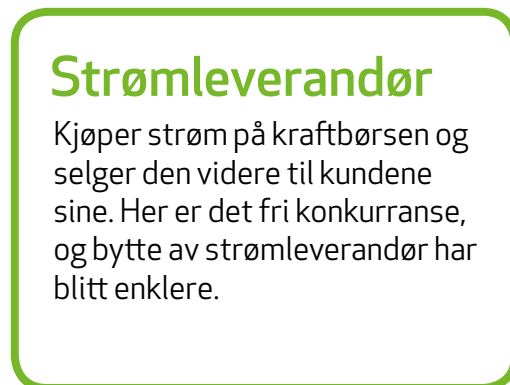 Strømleverandør
Kjøper strøm på kraftbørsen og
selger den videre til kundene
sine. Her er det fri konkurranse,
og bytte av strømleverandør har
blitt enklere.